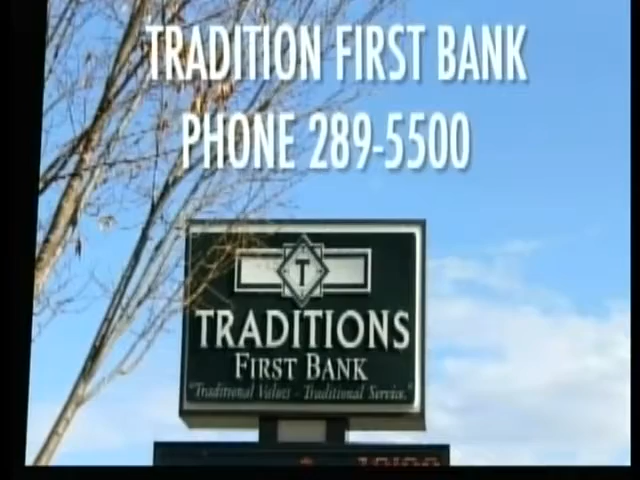 TRADITION FIRST BANK
PHONE 289-5500
T
TRADITIONS
FIRST BANK
"Traditional Values - Traditional Service."